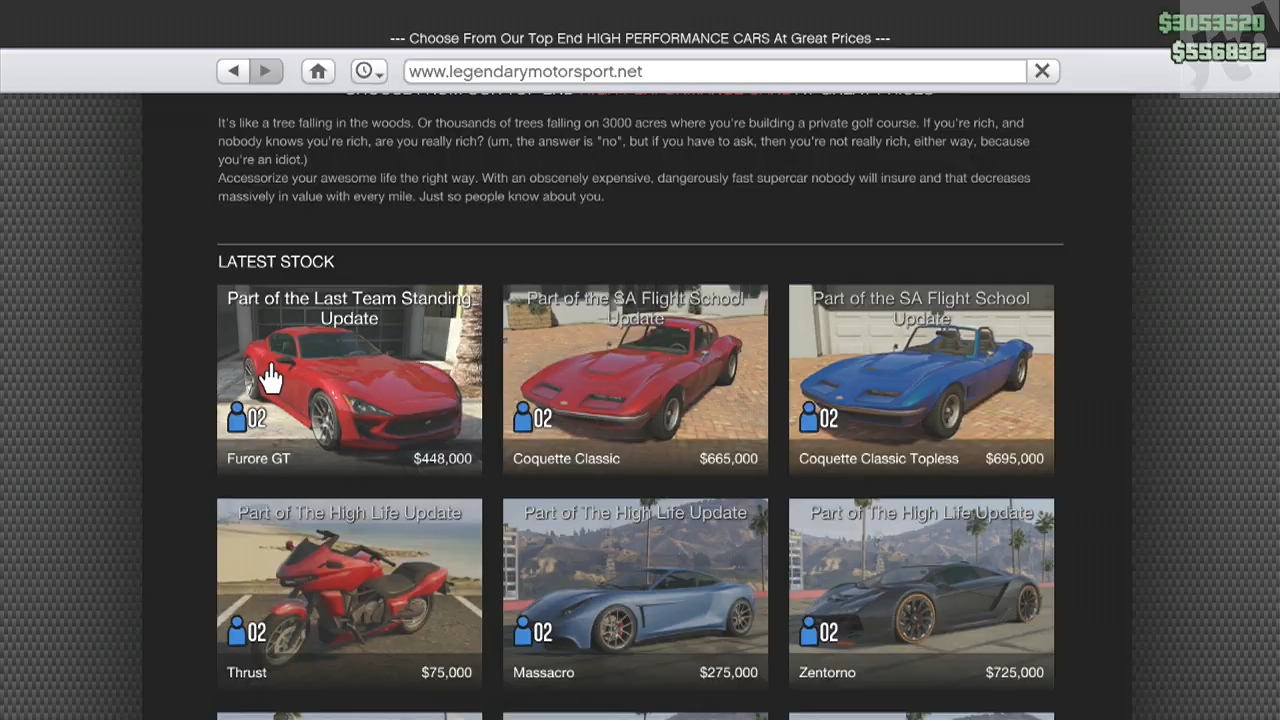 $3053520
--- Choose From Our Top End HIGH PERFORMANCE CARS At Great Prices ---
$556832
www.legendarymotorsport.net
It's like a tree falling in the woods. Or thousands of trees falling on 3000 acres where you're building a private golf course. If you're rich, and
nobody knows you're rich, are you really rich? (um, the answer is "no", but if you have to ask, then you're not really rich, either way, because
you're an idiot.)
Accessorize your awesome life the right way. With an obscenely expensive, dangerously fast supercar nobody will insure and that decreases
massively in value with every mile. Just so people know about you.
LATEST STOCK
Part of the Last Team Standing
Update
02
Furore GT $448,000
Part of the SA Flight School
Update
02
Coquette Classic $665,000
Part of the SA Flight School
Update
02
Coquette Classic Topless $695,000
Part of The High Life Update
02
Thrust $75,000
Part of The High Life Update
02
Massacro $275,000
Part of The High Life Update
02
Zentorno $725,000